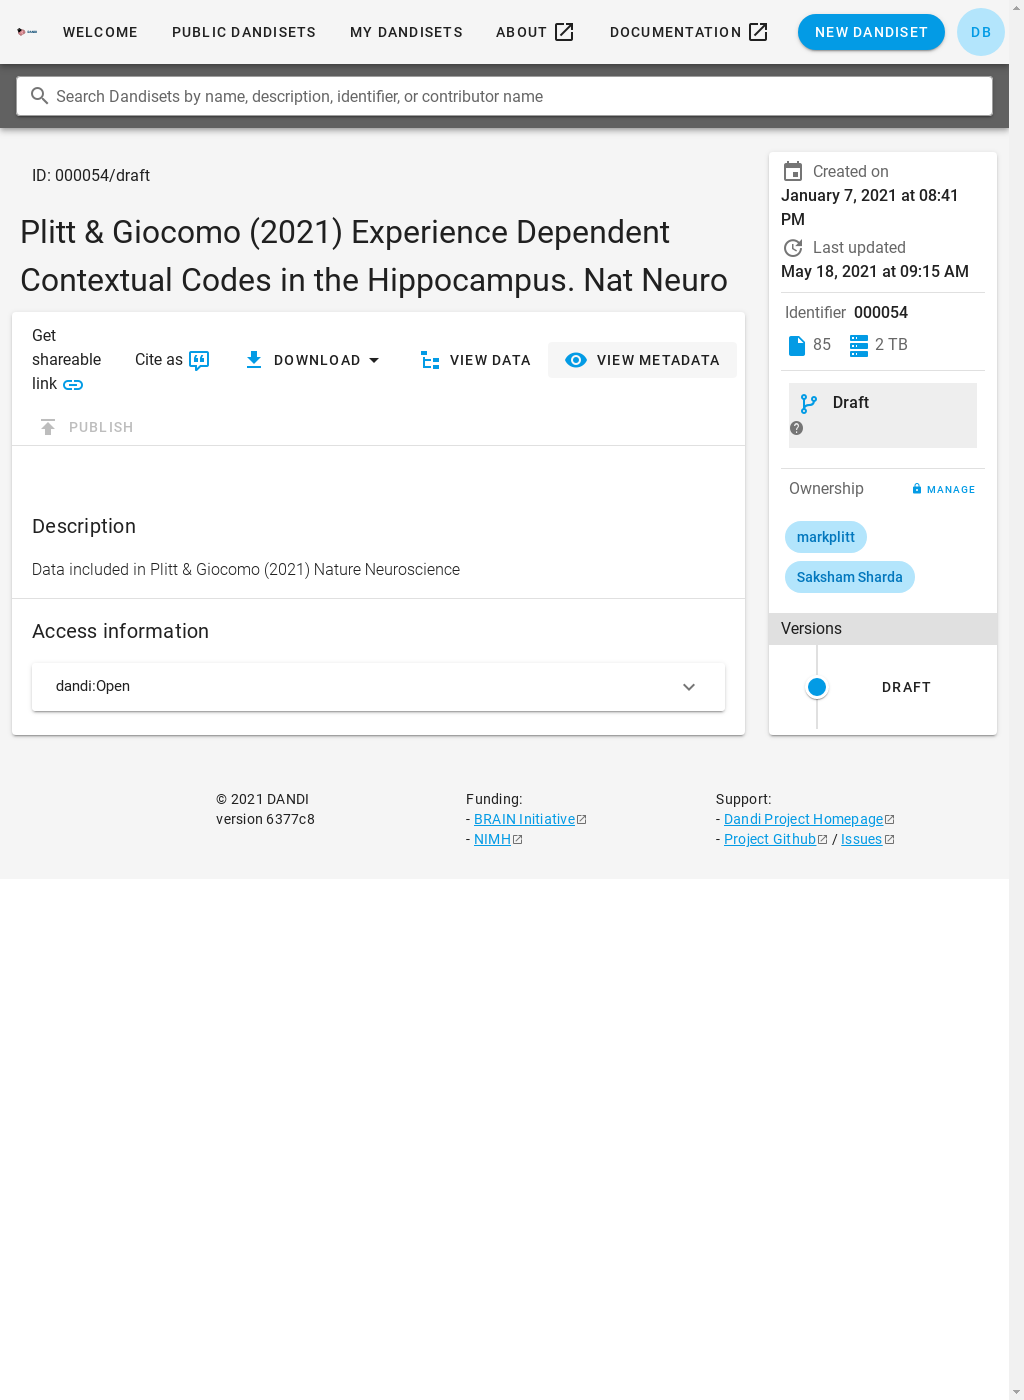 DANDI
WELCOME
PUBLIC DANDISETS
MY DANDISETS
ABOUT
DOCUMENTATION
NEW DANDISET
DB
Search Dandisets by name, description, identifier, or contributor name
ID: 000054/draft
Plitt & Giocomo (2021) Experience Dependent
Contextual Codes in the Hippocampus. Nat Neuro
Get
shareable
link
Cite as
DOWNLOAD
VIEW DATA
VIEW METADATA
PUBLISH
Description
Data included in Plitt & Giocomo (2021) Nature Neuroscience
Access information
dandi:Open
Created on
January 7, 2021 at 08:41
PM
Last updated
May 18, 2021 at 09:15 AM
Identifier 000054
85
2 TB
Draft
Ownership
MANAGE
markplitt
Saksham Sharda
Versions
DRAFT
© 2021 DANDI
version 6377c8
Funding:
- BRAIN Initiative
- NIMH
Support:
- Dandi Project Homepage
- Project Github / Issues